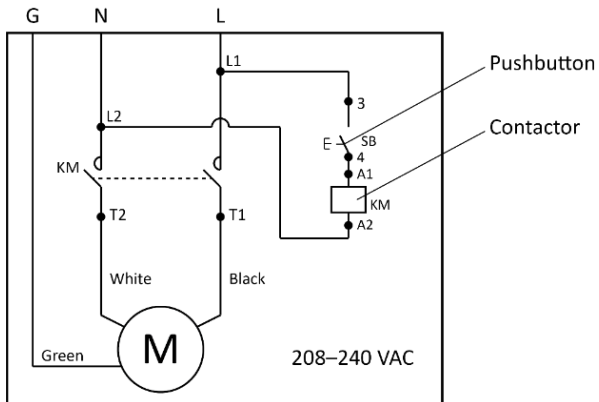 G N L
L1
Pushbutton
3
L2
E SB
Contactor
4
KM
A1
KM
T2 T1
A2
White Black
M
Green
208–240 VAC